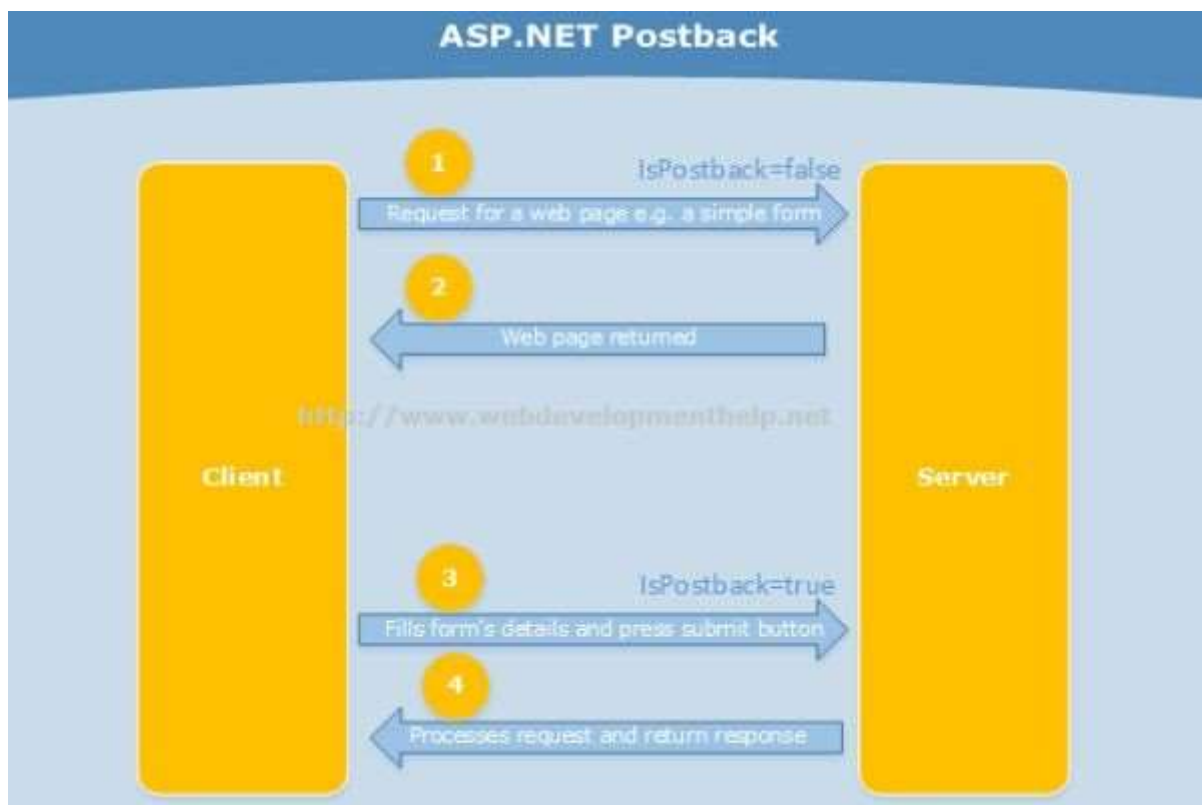 ASP.NET Postback
1
IsPostback=false
Request for a web page e.g. a simple form
2
Web page returned
http://www.webdevelopmenthelp.net
Client
Server
3
IsPostback=true
Fills form's details and press submit button
4
Processes request and return response